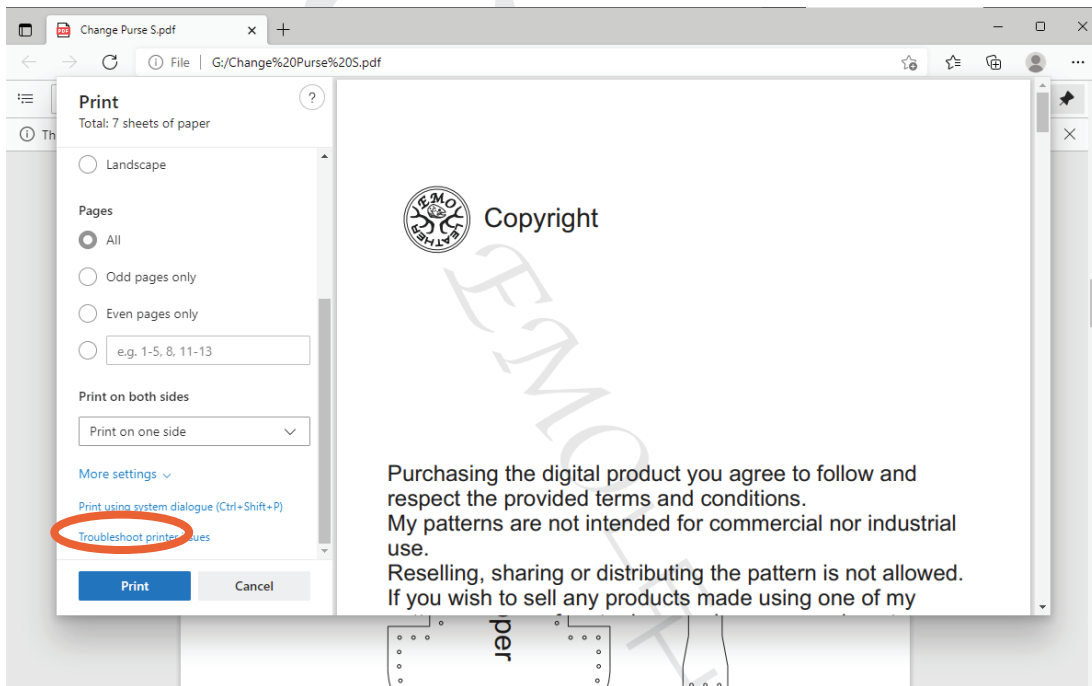 Change Purse S.pdf
File | G:/Change%20Purse%20S.pdf
Th
Print
?
Total: 7 sheets of paper
Landscape
Pages
All
Odd pages only
Even pages only
e.g. 1-5, 8, 11-13
Print on both sides
Print on one side
More settings
Print using system dialogue (Ctrl+Shift+P)
Troubleshoot printer issues
Print
Cancel
EMO
LEATHER
Copyright
EMOLE
Purchasing the digital product you agree to follow and
respect the provided terms and conditions.
My patterns are not intended for commercial nor industrial
use.
Reselling, sharing or distributing the pattern is not allowed.
If you wish to sell any products made using one of my
pper